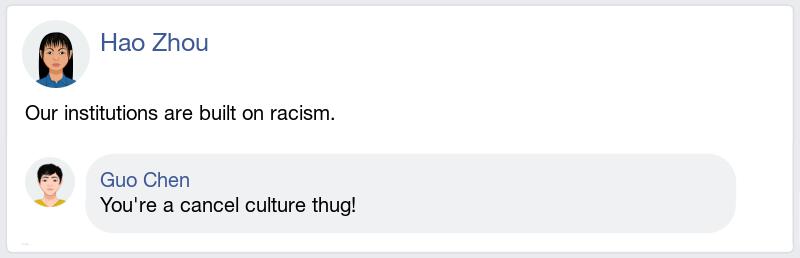 Hao Zhou
Our institutions are built on racism.
Guo Chen
You're a cancel culture thug!